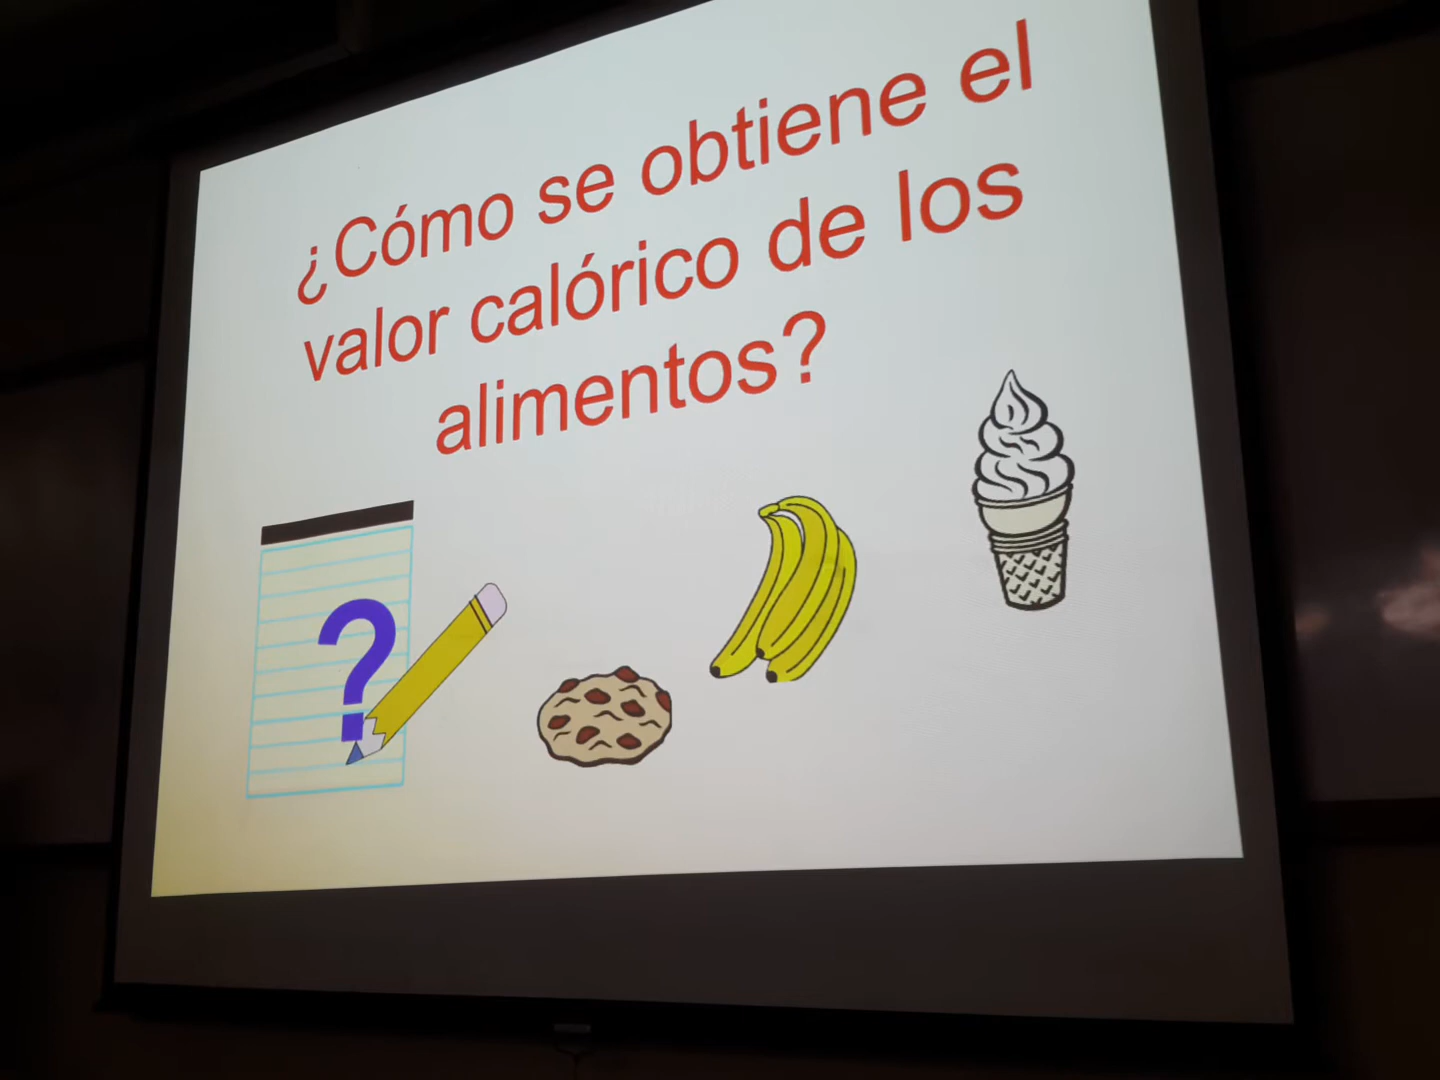 ¿Cómo se obtiene el
valor calórico de los
alimentos?
?